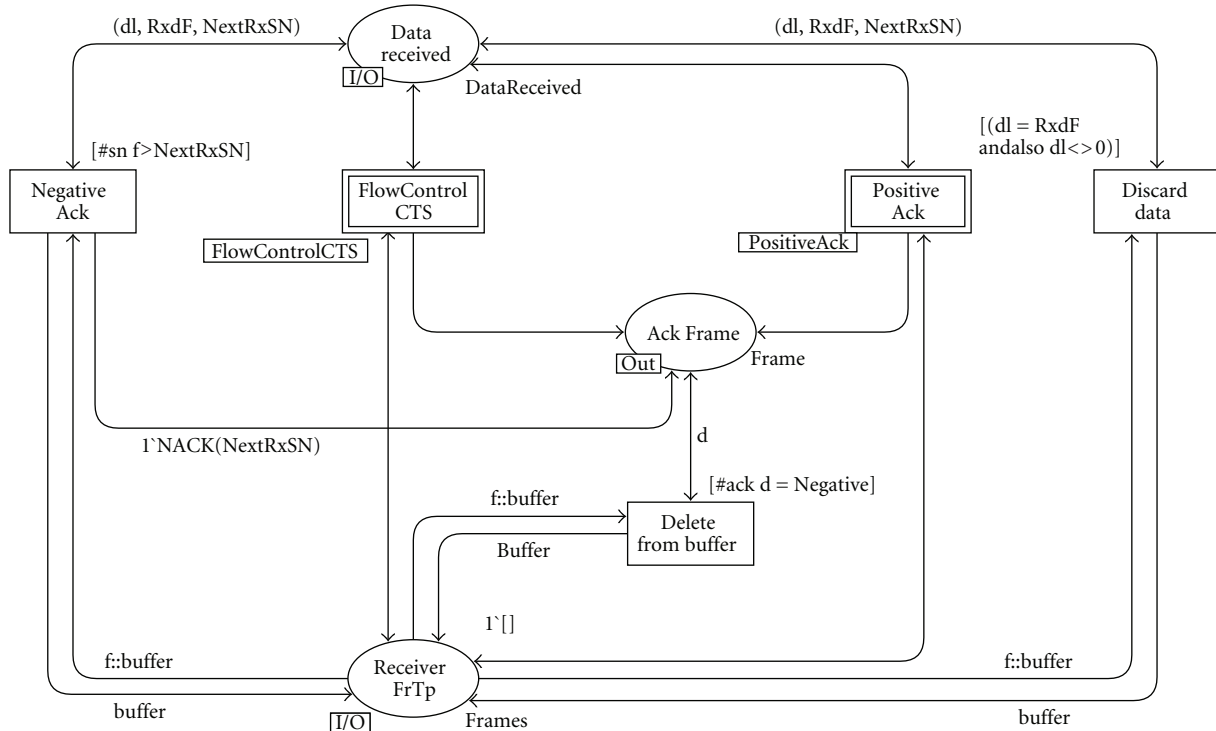 (dl, RxdF, NextRxSN)
Data
received
(dl, RxdF, NextRxSN)
I/O
DataReceived
[#sn f>NextRxSN]
[(dl = RxdF
andalso dl<>0)]
Negative
Ack
FlowControl
CTS
Positive
Ack
Discard
data
FlowControlCTS
PositiveAck
Ack Frame
Out
Frame
1`NACK(NextRxSN)
d
[#ack d = Negative]
f::buffer
Delete
from buffer
Buffer
1`[]
f::buffer
Receiver
FrTp
f::buffer
buffer
I/O
Frames
buffer